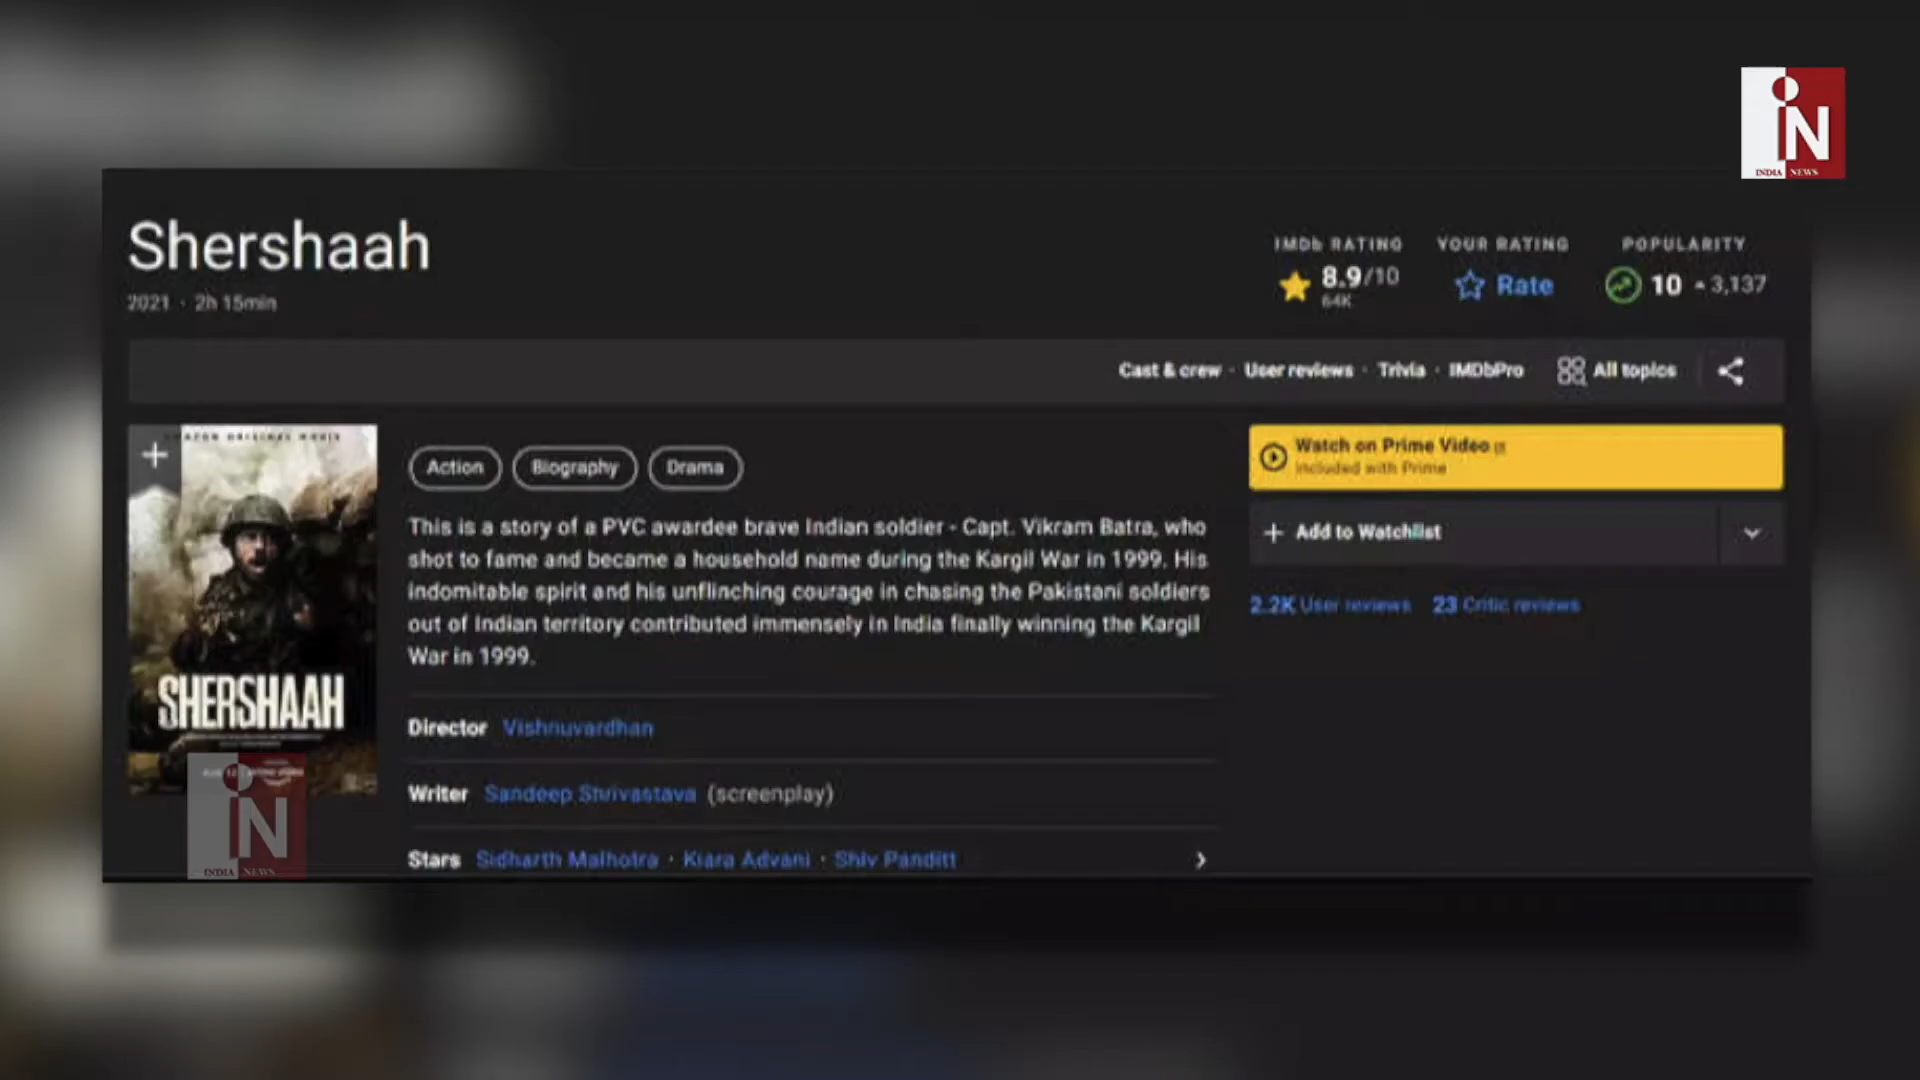 INDIA NEWS
Shershaah
2021 · 2h 15min
IMDb RATING
8.9/10
64K
YOUR RATING
Rate
POPULARITY
10
3,137
Cast & crew · User reviews · Trivia · IMDbPro
All topics
AMAZON ORIGINAL MOVIE
SHERSHAAH
INDIA NEWS
Action
Biography
Drama
This is a story of a PVC awardee brave Indian soldier - Capt. Vikram Batra, who
shot to fame and became a household name during the Kargil War in 1999. His
indomitable spirit and his unflinching courage in chasing the Pakistani soldiers
out of Indian territory contributed immensely in India finally winning the Kargil
War in 1999.
Director Vishnuvardhan
Writer Sandeep Shrivastava (screenplay)
Stars Sidharth Malhotra · Kiara Advani · Shiv Panditt
Watch on Prime Video
included with Prime
Add to Watchlist
2.2K User reviews 23 Critic reviews